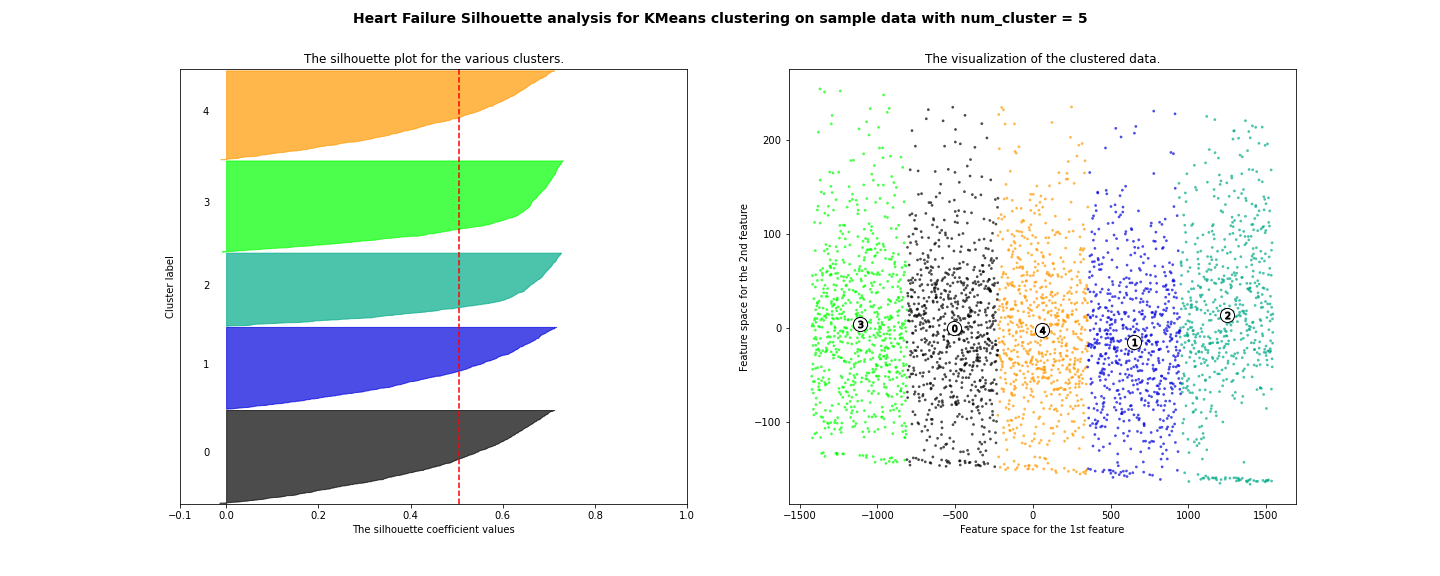 Heart Failure Silhouette analysis for KMeans clustering on sample data with num_cluster = 5
The silhouette plot for the various clusters.
4
3
2
1
0
Cluster label
−0.1 0.0 0.2 0.4 0.6 0.8 1.0
The silhouette coefficient values
The visualization of the clustered data.
200
100
0
−100
Feature space for the 2nd feature
3 0 4 1 2
−1500 −1000 −500 0 500 1000 1500
Feature space for the 1st feature